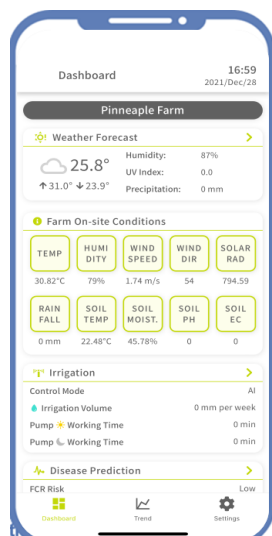 Dashboard
16:59
2021/Dec/28
Pinneaple Farm
Weather Forecast
25.8°
31.0° 23.9°
Humidity: 87%
UV Index: 0.0
Precipitation: 0 mm
Farm On-site Conditions
TEMP HUMI DITY WIND SPEED WIND DIR SOLAR RAD
30.82°C 79% 1.74 m/s 54 794.59
RAIN FALL SOIL TEMP SOIL MOIST. SOIL PH SOIL EC
0 mm 22.48°C 45.78% 0 0
Irrigation
Control Mode AI
Irrigation Volume 0 mm per week
Pump Working Time 0 min
Pump Working Time 0 min
Disease Prediction
FCR Risk Low
Dashboard Trend Settings